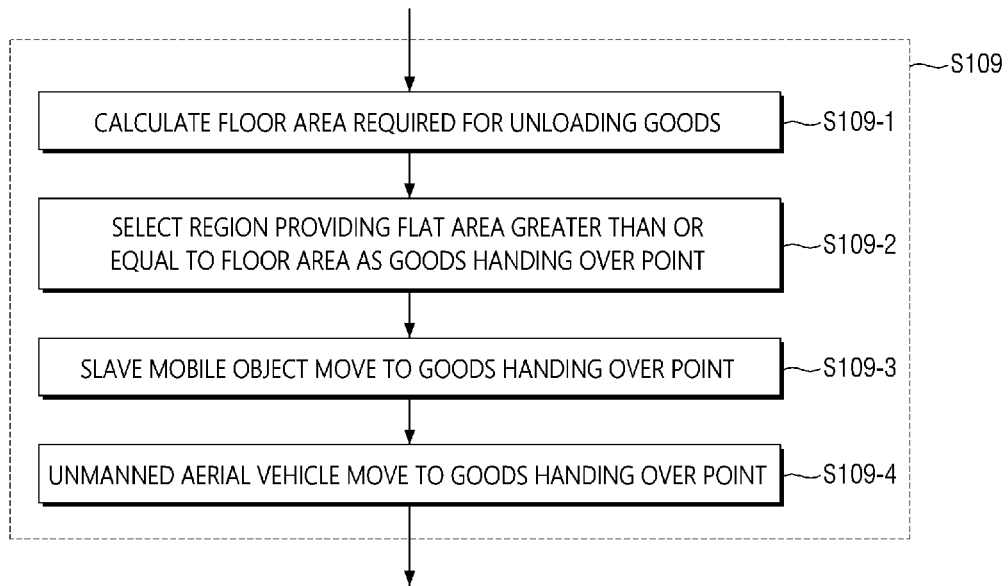 S109
CALCULATE FLOOR AREA REQUIRED FOR UNLOADING GOODS
S109-1
SELECT REGION PROVIDING FLAT AREA GREATER THAN OR
EQUAL TO FLOOR AREA AS GOODS HANDING OVER POINT
S109-2
SLAVE MOBILE OBJECT MOVE TO GOODS HANDING OVER POINT
S109-3
UNMANNED AERIAL VEHICLE MOVE TO GOODS HANDING OVER POINT
S109-4